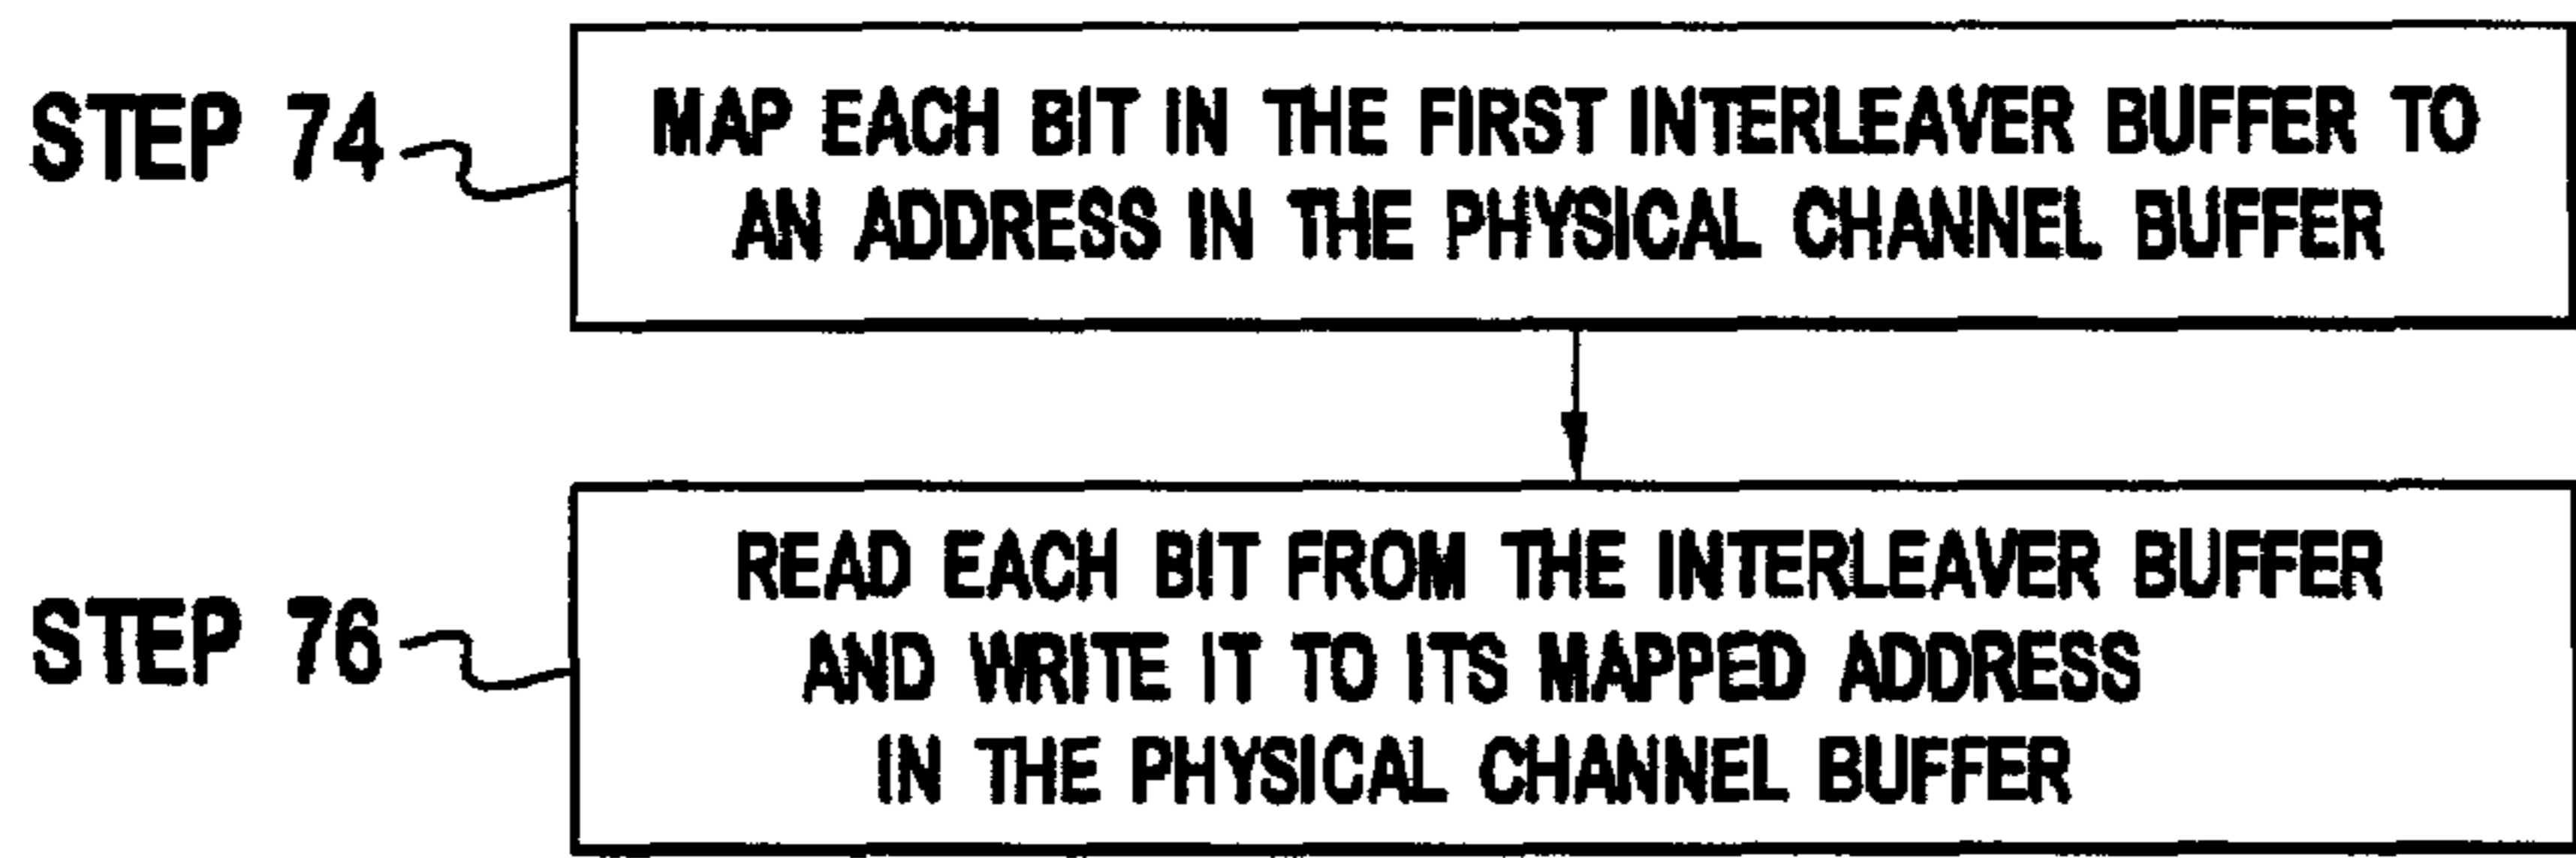 STEP 74
MAP EACH BIT IN THE FIRST INTERLEAVER BUFFER TO
AN ADDRESS IN THE PHYSICAL CHANNEL BUFFER
STEP 76
READ EACH BIT FROM THE INTERLEAVER BUFFER
AND WRITE IT TO ITS MAPPED ADDRESS
IN THE PHYSICAL CHANNEL BUFFER